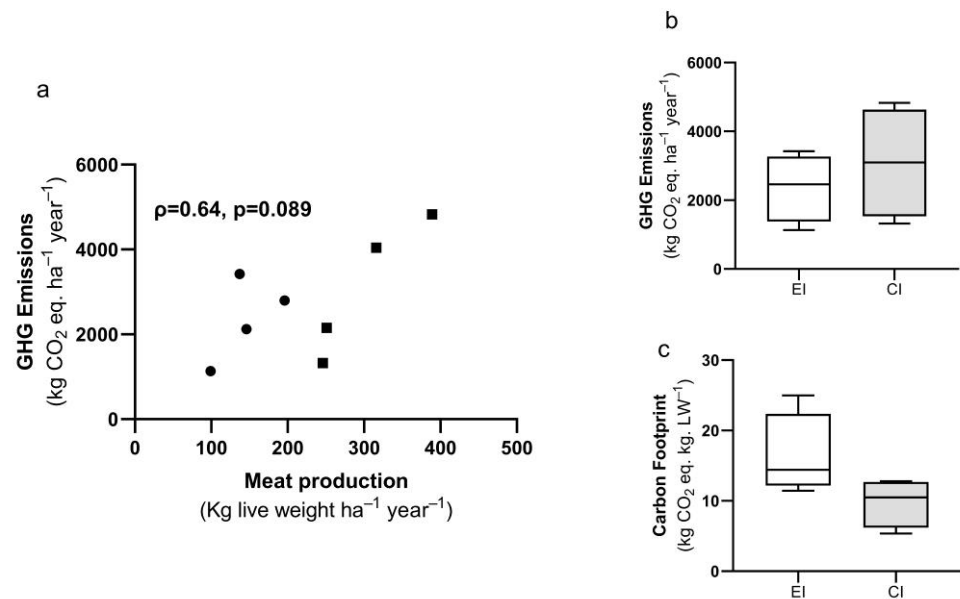 a
GHG Emissions
(kg CO₂ eq. ha⁻¹ year⁻¹)
6000
4000
2000
0
ρ=0.64, p=0.089
0 100 200 300 400 500
Meat production
(Kg live weight ha⁻¹ year⁻¹)
b
GHG Emissions
(kg CO₂ eq. ha⁻¹ year⁻¹)
6000
4000
2000
0
EI CI
c
Carbon Footprint
(kg CO₂ eq. kg. LW⁻¹)
30
20
10
0
EI CI